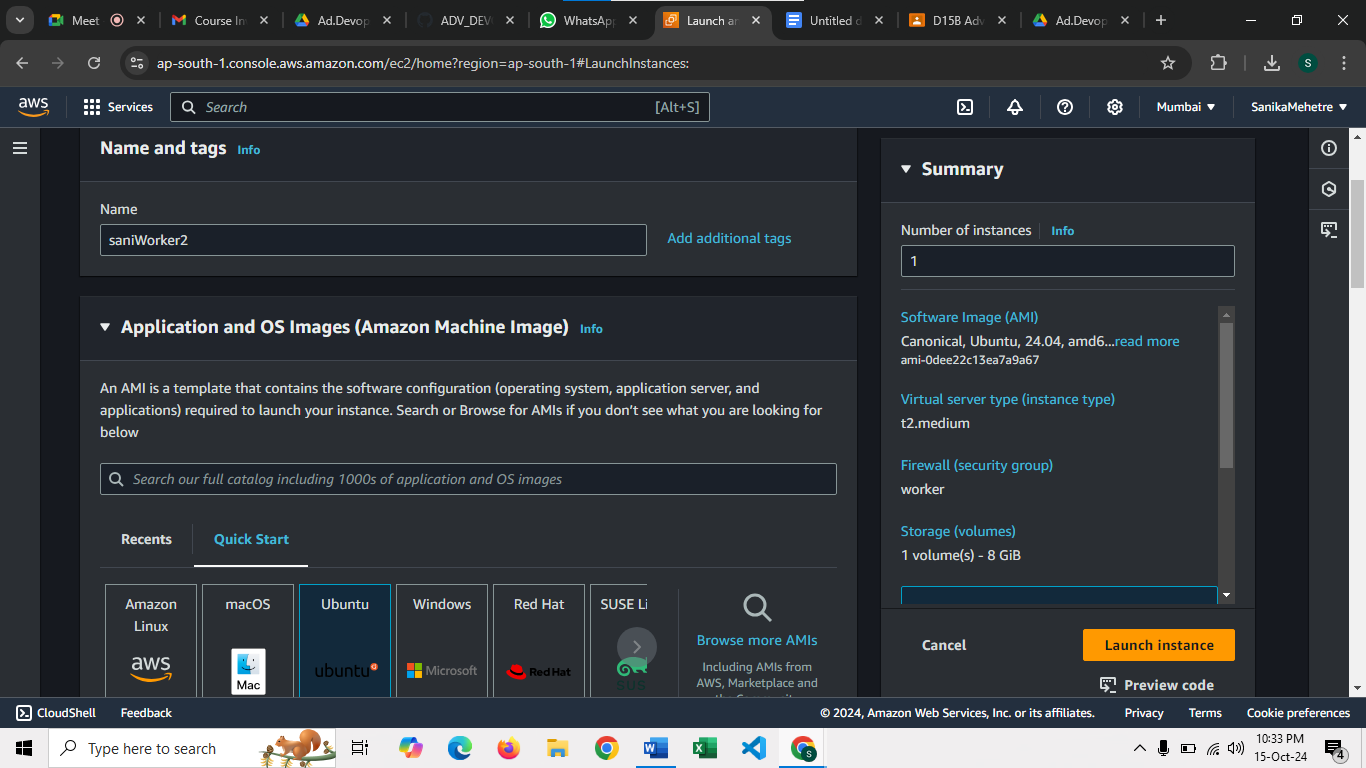 Meet
Course In
Ad.Devop
ADV_DEV
WhatsApp
Launch an
Untitled d
D15B Adv
Ad.Devop
ap-south-1.console.aws.amazon.com/ec2/home?region=ap-south-1#LaunchInstances:
S
aws
Services
Search
[Alt+S]
Mumbai
SanikaMehetre
Name and tags Info
Name
saniWorker2
Add additional tags
Application and OS Images (Amazon Machine Image) Info
An AMI is a template that contains the software configuration (operating system, application server, and
applications) required to launch your instance. Search or Browse for AMIs if you don't see what you are looking for
below
Search our full catalog including 1000s of application and OS images
Recents
Quick Start
Amazon
Linux
aws
macOS
Mac
Ubuntu
ubuntu
Windows
Microsoft
Red Hat
Red Hat
SUSE Li
SUS
Browse more AMIs
Including AMIs from
AWS, Marketplace and
Summary
Number of instances Info
1
Software Image (AMI)
Canonical, Ubuntu, 24.04, amd6...read more
ami-0dee22c13ea7a9a67
Virtual server type (instance type)
t2.medium
Firewall (security group)
worker
Storage (volumes)
1 volume(s) - 8 GiB
Cancel
Launch instance
Preview code
CloudShell
Feedback
© 2024, Amazon Web Services, Inc. or its affiliates.
Privacy
Terms
Cookie preferences
Type here to search
S
10:33 PM
15-Oct-24
4